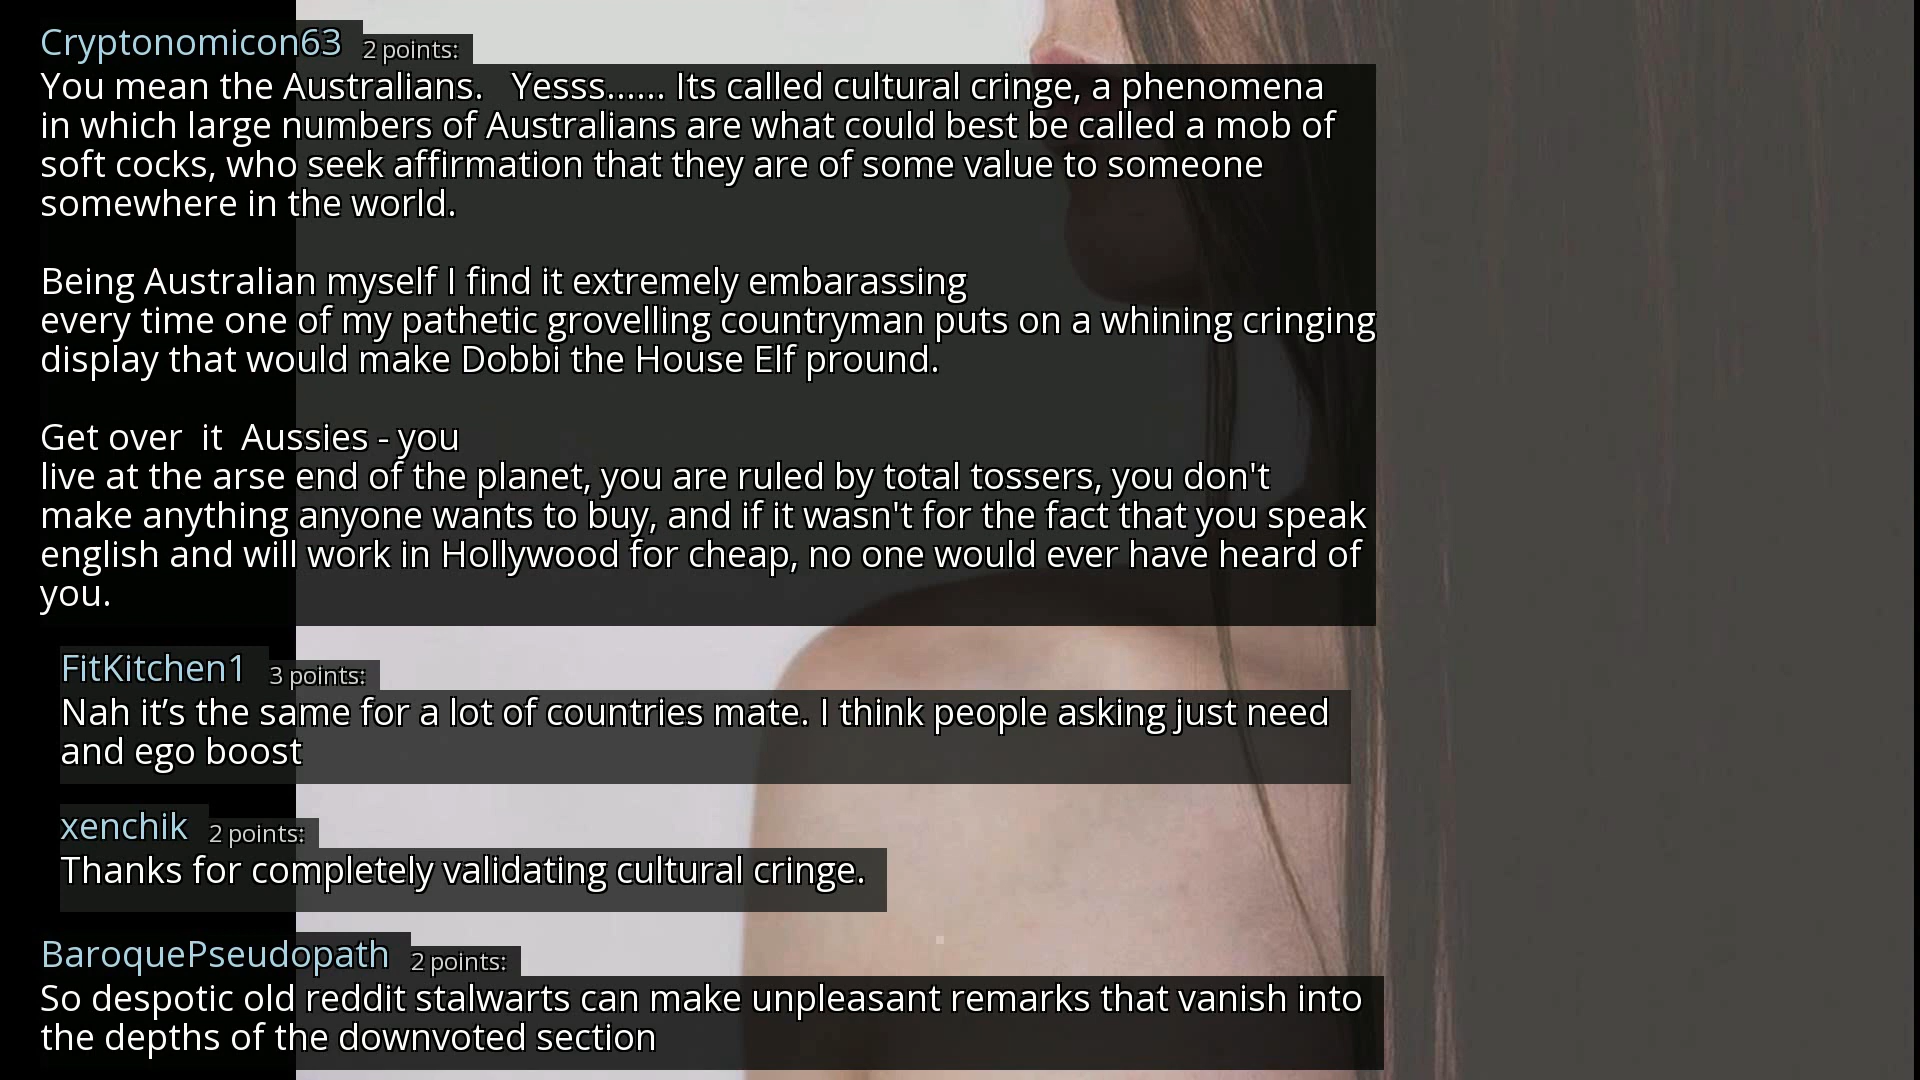 Cryptonomicon63 2 points:
You mean the Australians. Yesss...... Its called cultural cringe, a phenomena
in which large numbers of Australians are what could best be called a mob of
soft cocks, who seek affirmation that they are of some value to someone
somewhere in the world.
Being Australian myself I find it extremely embarassing
every time one of my pathetic grovelling countryman puts on a whining cringing
display that would make Dobbi the House Elf pround.
Get over it Aussies - you
live at the arse end of the planet, you are ruled by total tossers, you don't
make anything anyone wants to buy, and if it wasn't for the fact that you speak
english and will work in Hollywood for cheap, no one would ever have heard of
you.
FitKitchen1 3 points:
Nah it’s the same for a lot of countries mate. I think people asking just need
and ego boost
xenchik 2 points:
Thanks for completely validating cultural cringe.
BaroquePseudopath 2 points:
So despotic old reddit stalwarts can make unpleasant remarks that vanish into
the depths of the downvoted section